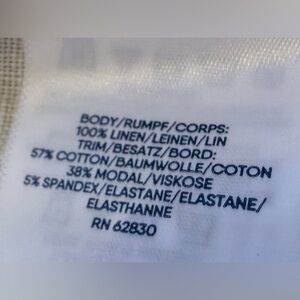 BODY/RUMPF/CORPS:
100% LINEN/LEINEN/LIN
TRIM/BESATZ/BORD:
57% COTTON/BAUMWOLLE/COTON
38% MODAL/VISKOSE
5% SPANDEX/ELASTANE/ELASTANE/
ELASTHANNE
RN 62830